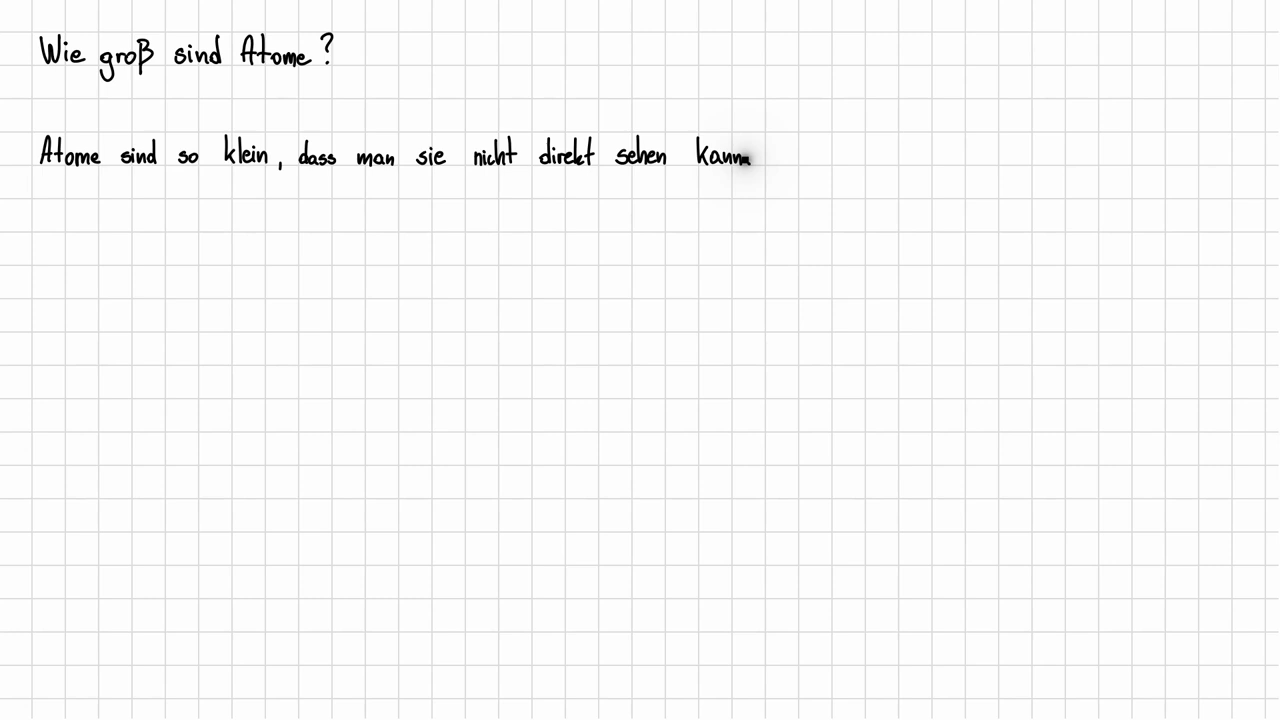 Wie groß sind Atome?
Atome sind so klein, dass man sie nicht direkt sehen kann